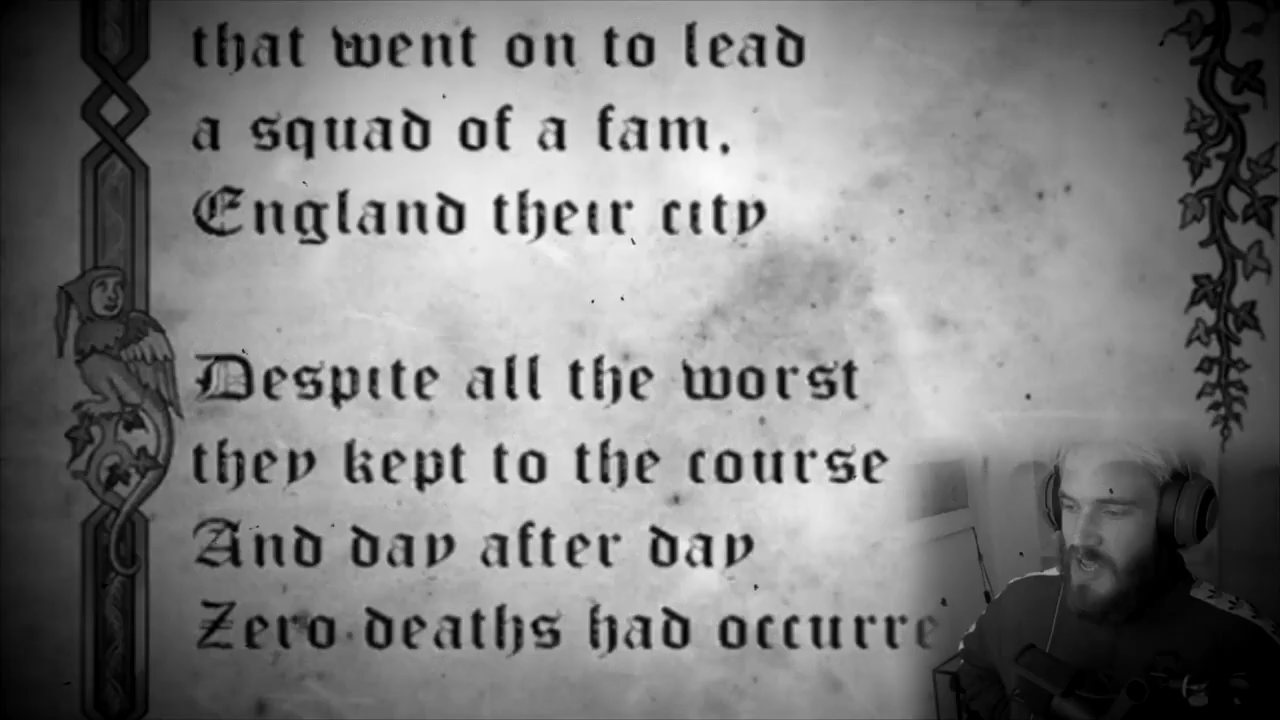 that went on to lead
a squad of a fam,
England their city
Despite all the worst
they kept to the course
And day after day
Zero deaths had occurre